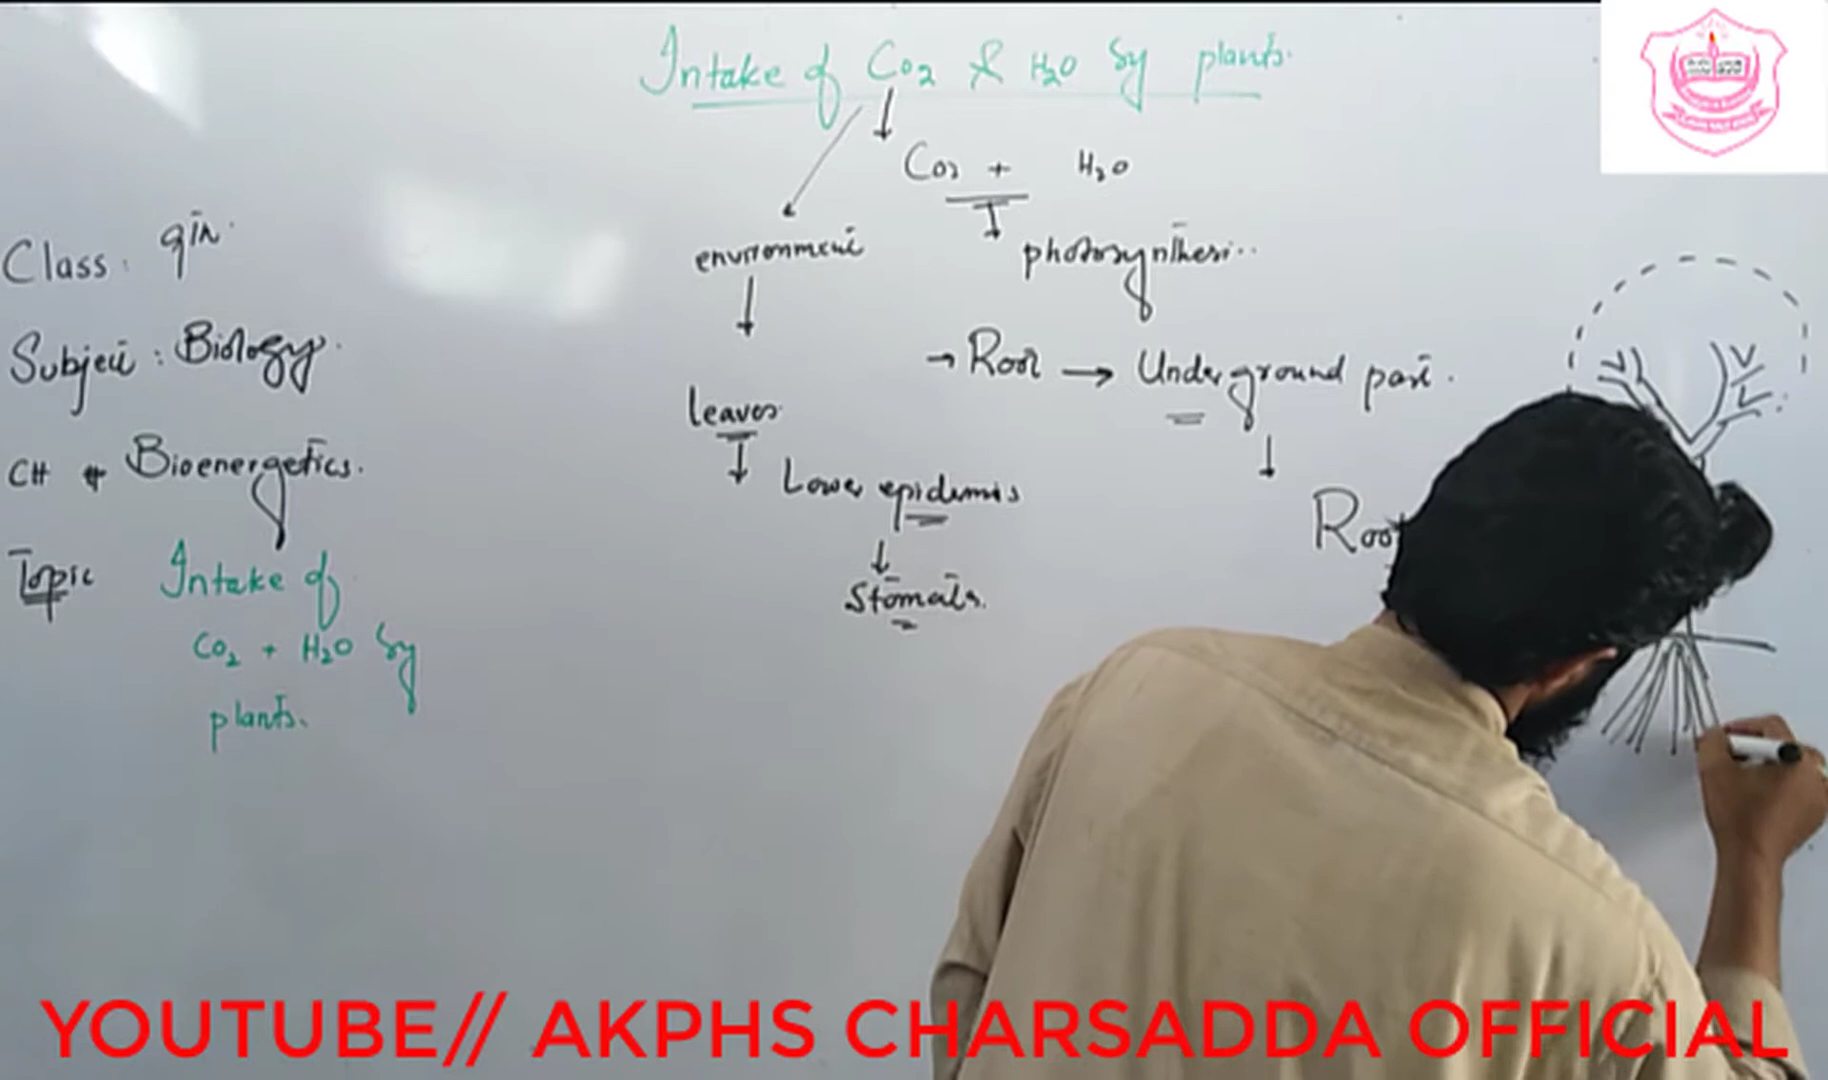 Intake of CO2 & H2O by plants.
CO2 + H2O
environment
photosynthesi..
Class: 9th
Subject: Biology.
→ Root → Underground part.
leaves
CH # Bioenergetics.
Lower epidermis
Root
Stomata.
Topic Intake of
CO2 + H2O by
plants.
YOUTUBE// AKPHS CHARSADDA OFFICIAL